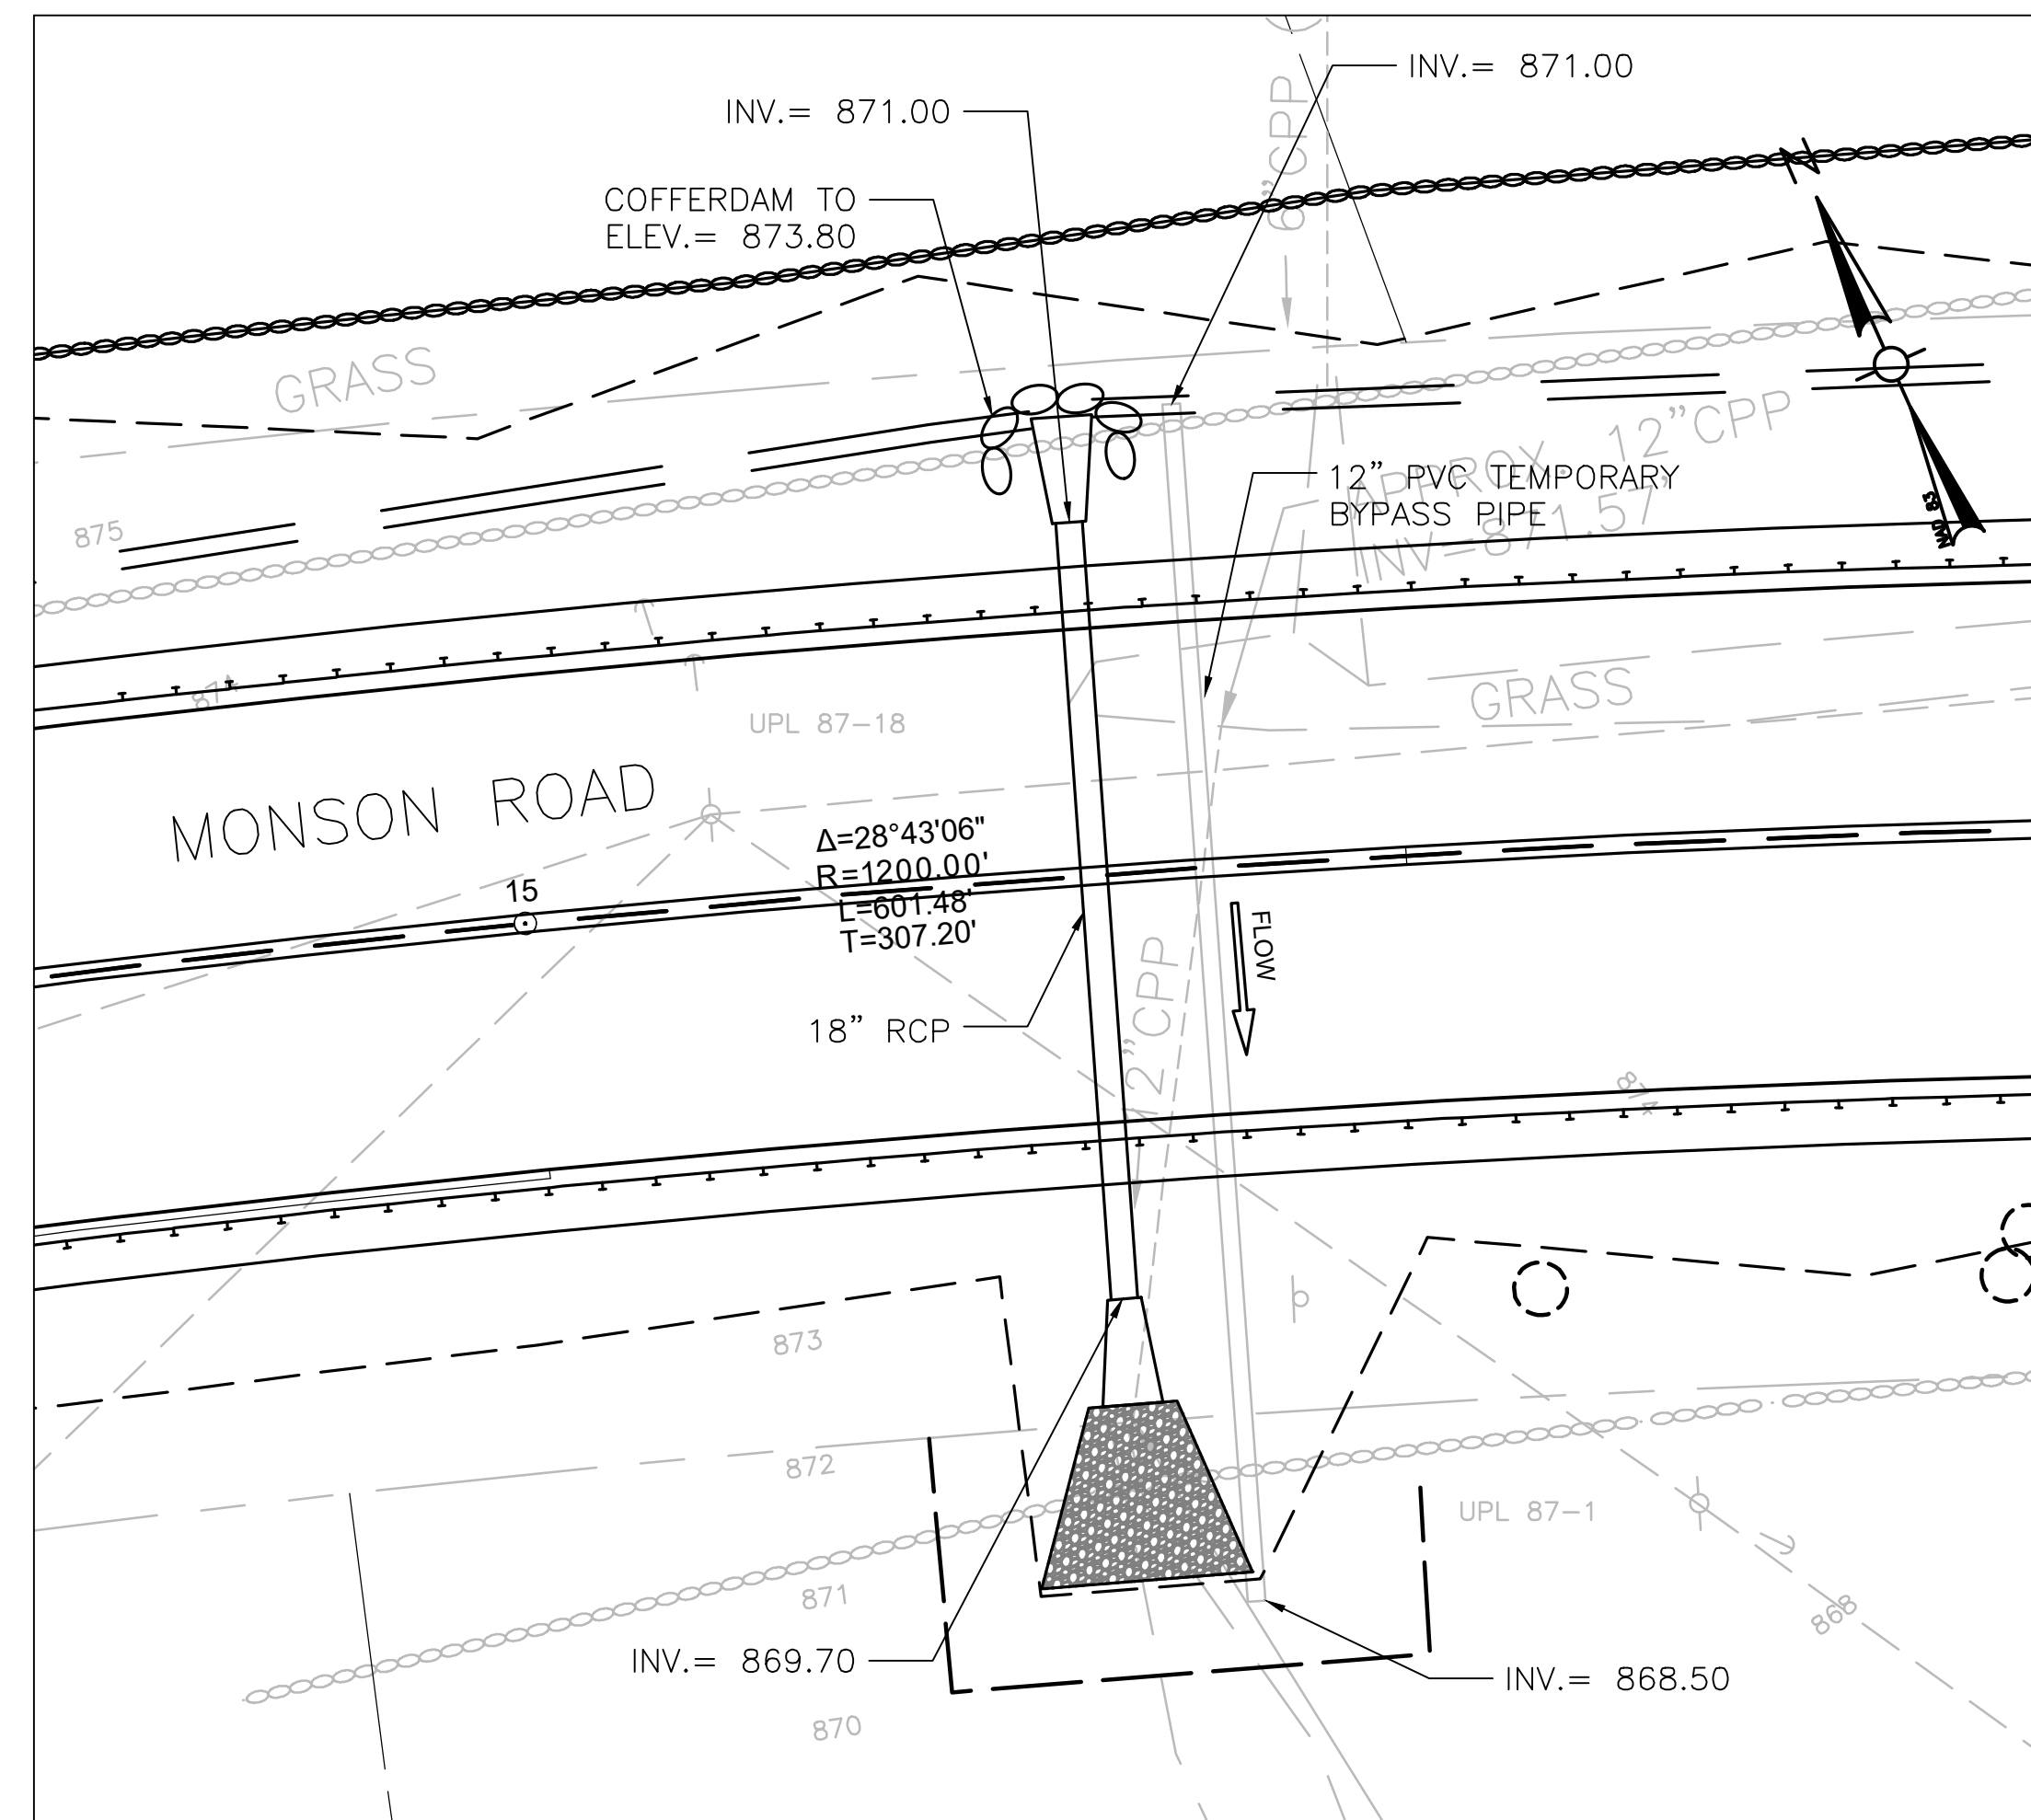 INV.= 871.00
INV.= 871.00
6"CPP
COFFERDAM TO
ELEV.= 873.80
N
GRASS
APPROX. 12"CPP
INV=871.57'
12" PVC TEMPORARY
BYPASS PIPE
875
874
UPL 87-18
GRASS
MONSON ROAD
Δ=28°43'06"
R=1200.00'
L=601.48'
T=307.20'
15
FLOW
12"CPP
18" RCP
874
873
872
UPL 87-1
871
868
INV.= 869.70
INV.= 868.50
870